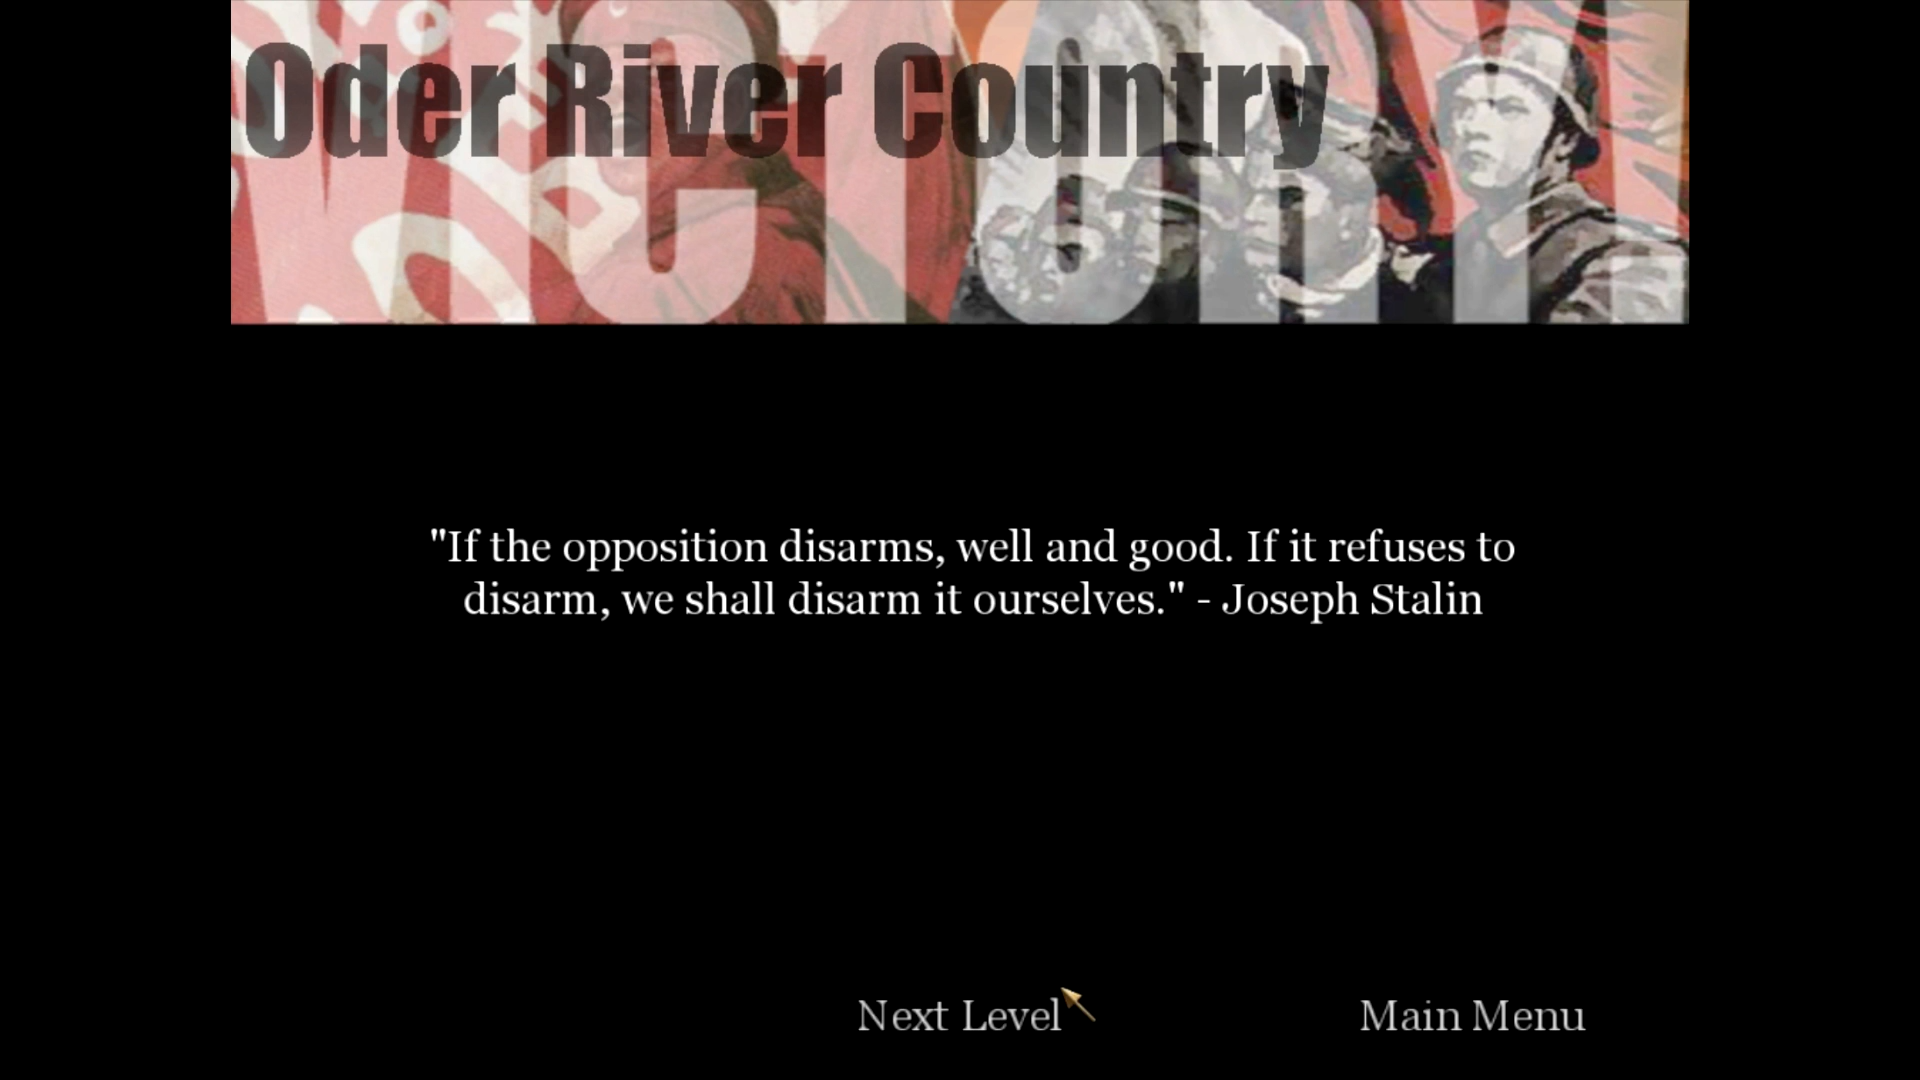 VICTORY!
Oder River Country
"If the opposition disarms, well and good. If it refuses to
disarm, we shall disarm it ourselves." - Joseph Stalin
Next Level
Main Menu